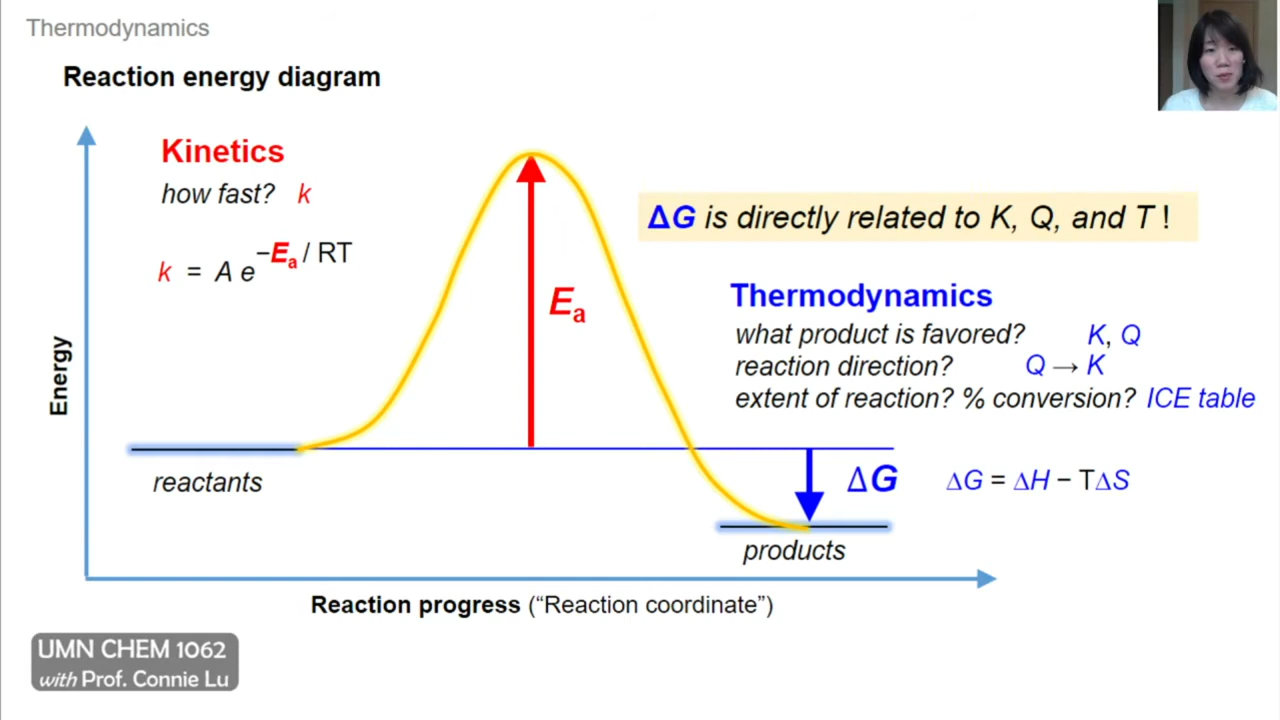 Thermodynamics
Reaction energy diagram
Kinetics
how fast? k
k = A e −Ea / RT
Ea
ΔG is directly related to K, Q, and T !
Thermodynamics
what product is favored? K, Q
reaction direction? Q → K
extent of reaction? % conversion? ICE table
Energy
reactants
ΔG
ΔG = ΔH − TΔS
products
Reaction progress (“Reaction coordinate”)
UMN CHEM 1062
with Prof. Connie Lu